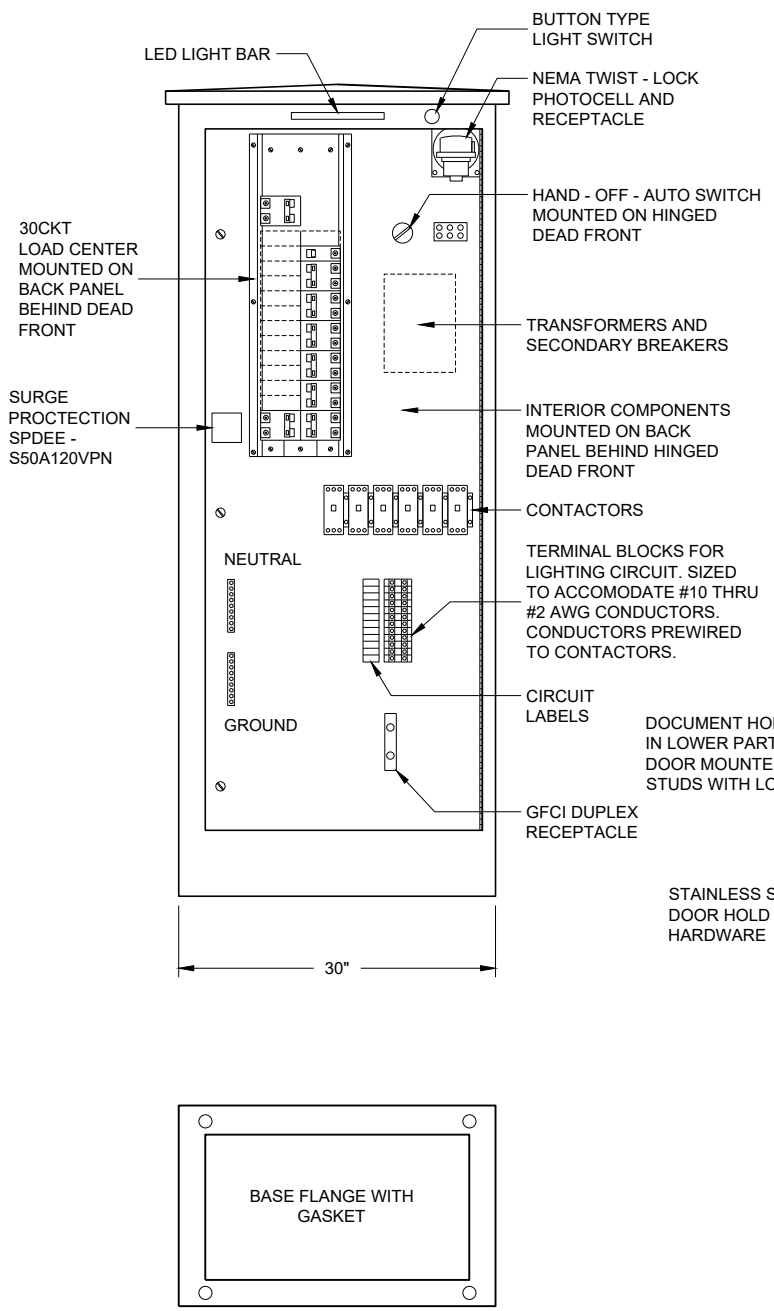 BUTTON TYPE
LIGHT SWITCH
LED LIGHT BAR
NEMA TWIST - LOCK
PHOTOCELL AND
RECEPTACLE
HAND - OFF - AUTO SWITCH
MOUNTED ON HINGED
DEAD FRONT
30CKT
LOAD CENTER
MOUNTED ON
BACK PANEL
BEHIND DEAD
FRONT
TRANSFORMERS AND
SECONDARY BREAKERS
SURGE
PROCTECTION
SPDEE -
S50A120VPN
INTERIOR COMPONENTS
MOUNTED ON BACK
PANEL BEHIND HINGED
DEAD FRONT
CONTACTORS
NEUTRAL
TERMINAL BLOCKS FOR
LIGHTING CIRCUIT. SIZED
TO ACCOMODATE #10 THRU
#2 AWG CONDUCTORS.
CONDUCTORS PREWIRED
TO CONTACTORS.
CIRCUIT
LABELS
GROUND
DOCUMENT
IN LOWER PART
DOOR
STUDS WITH
GFCI DUPLEX
RECEPTACLE
STAINLESS
DOOR HOLD
HARDWARE
30"
BASE FLANGE WITH
GASKET